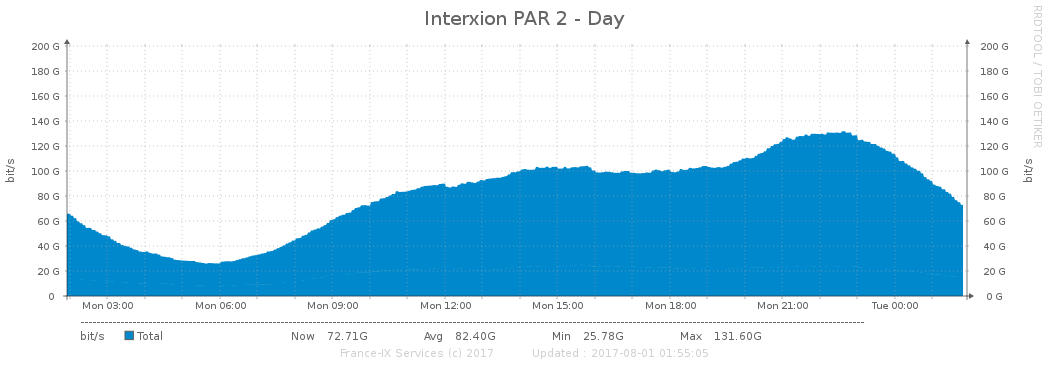 Interxion PAR 2 - Day
RRDTOOL / TOBI OETIKER
bit/s
bit/s
200 G 200 G
180 G 180 G
160 G 160 G
140 G 140 G
120 G 120 G
100 G 100 G
80 G 80 G
60 G 60 G
40 G 40 G
20 G 20 G
0 0 G
Mon 03:00 Mon 06:00 Mon 09:00 Mon 12:00 Mon 15:00 Mon 18:00 Mon 21:00 Tue 00:00
bit/s Total Now 72.71G Avg 82.40G Min 25.78G Max 131.60G
France-IX Services (c) 2017 Updated : 2017-08-01 01:55:05